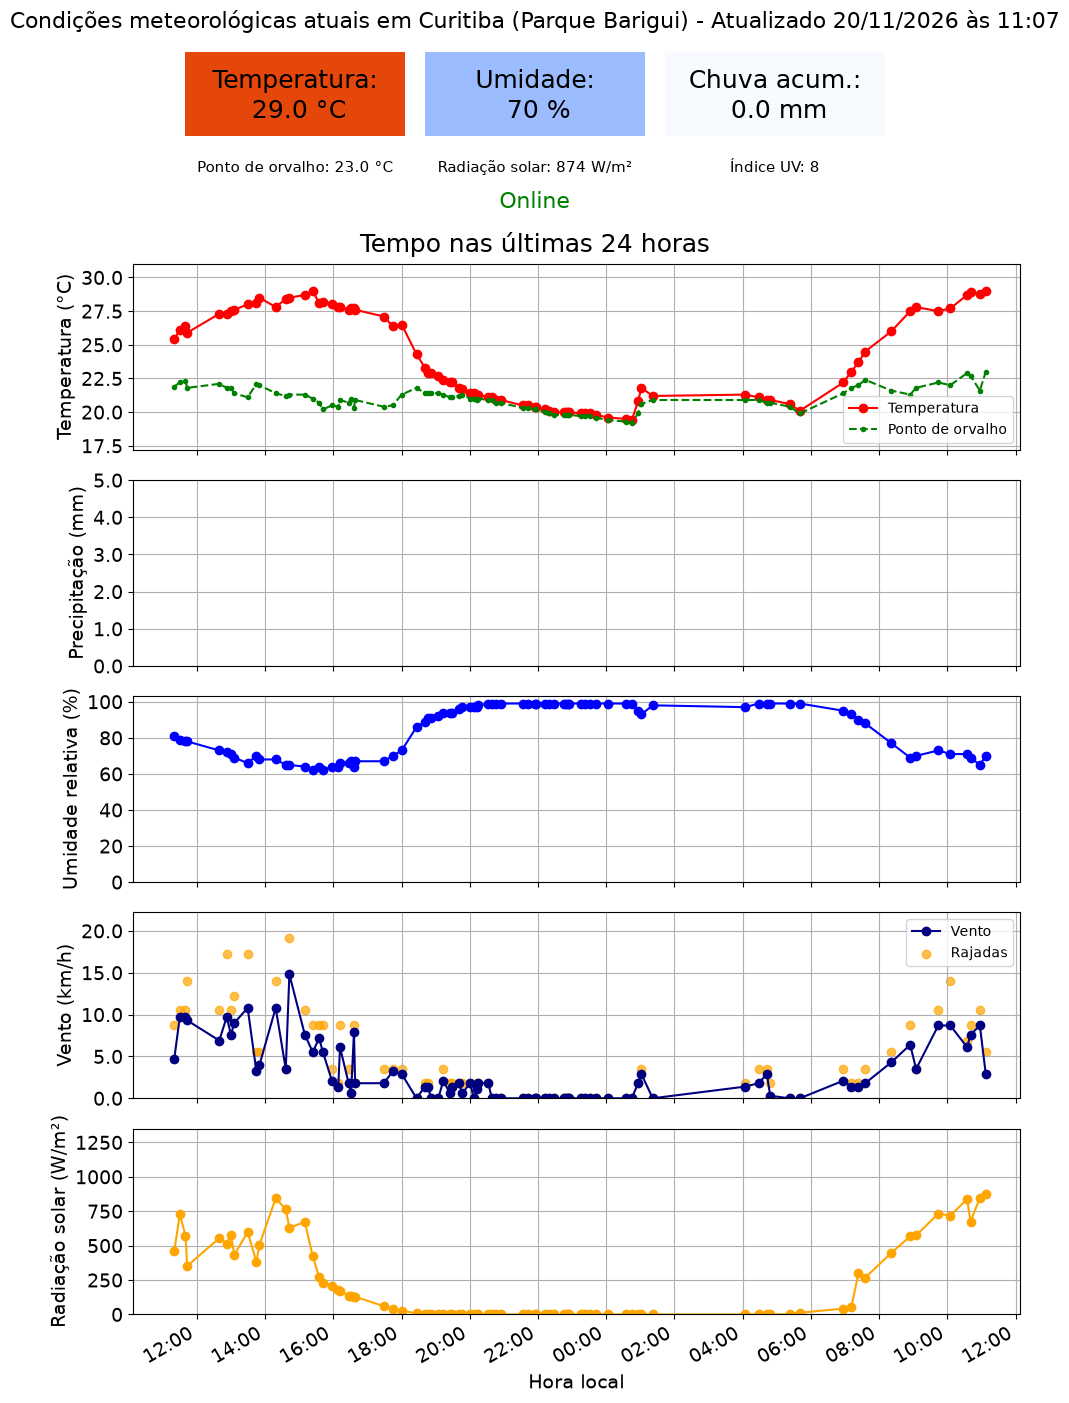 Condições meteorológicas atuais em Curitiba (Parque Barigui) - Atualizado 20/11/2026 às 11:07
Temperatura:
29.0 °C
Umidade:
70 %
Chuva acum.:
0.0 mm
Ponto de orvalho: 23.0 °C
Radiação solar: 874 W/m²
Índice UV: 8
Online
Tempo nas últimas 24 horas
Temperatura (°C)
30.0
27.5
25.0
22.5
20.0
17.5
Temperatura
Ponto de orvalho
Precipitação (mm)
5.0
4.0
3.0
2.0
1.0
0.0
Umidade relativa (%)
100
80
60
40
20
0
Vento (km/h)
20.0
15.0
10.0
5.0
0.0
Vento
Rajadas
Radiação solar (W/m²)
1250
1000
750
500
250
0
12:00
14:00
16:00
18:00
20:00
22:00
00:00
02:00
04:00
06:00
08:00
10:00
12:00
Hora local